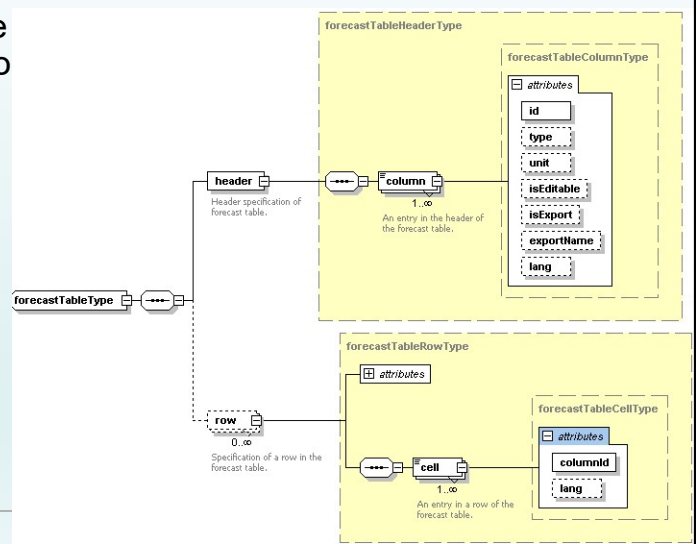 e
o
forecastTableHeaderType
forecastTableColumnType
attributes
id
type
unit
isEditable
isExport
exportName
lang
header
Header specification of
forecast table.
column
1..∞
An entry in the header of
the forecast table.
forecastTableType
forecastTableRowType
attributes
row
0..∞
Specification of a row in the
forecast table.
forecastTableCellType
attributes
columnId
lang
cell
1..∞
An entry in a row of the
forecast table.